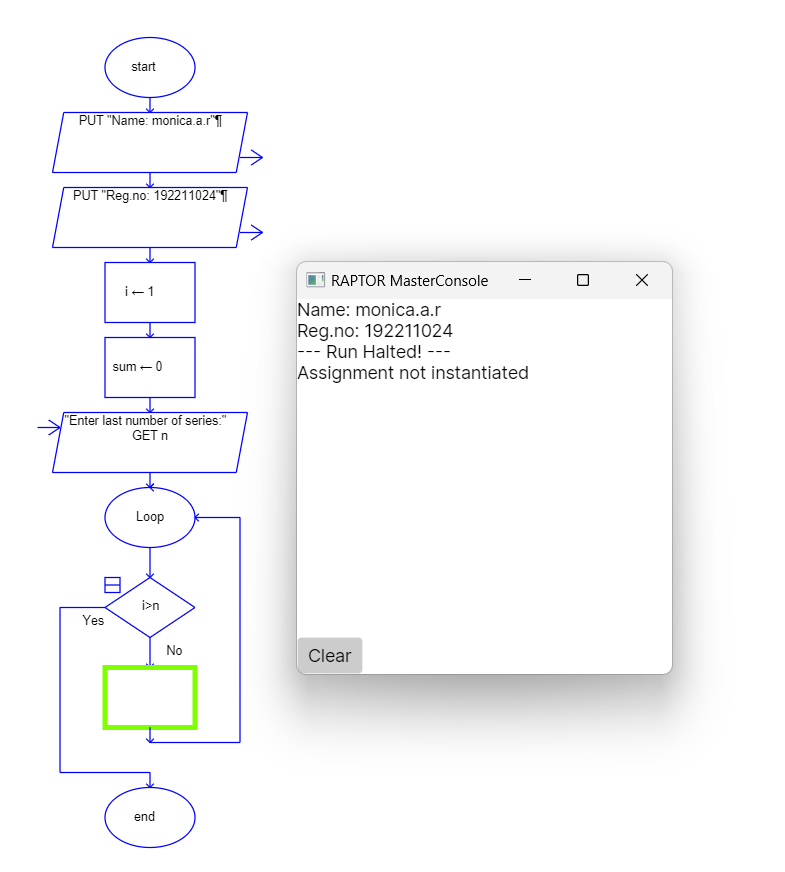 start
PUT "Name: monica.a.r"¶
PUT "Reg.no: 192211024"¶
i ← 1
sum ← 0
"Enter last number of series:"
GET n
Loop
i>n
Yes
No
end
RAPTOR MasterConsole
Name: monica.a.r
Reg.no: 192211024
--- Run Halted! ---
Assignment not instantiated
Clear